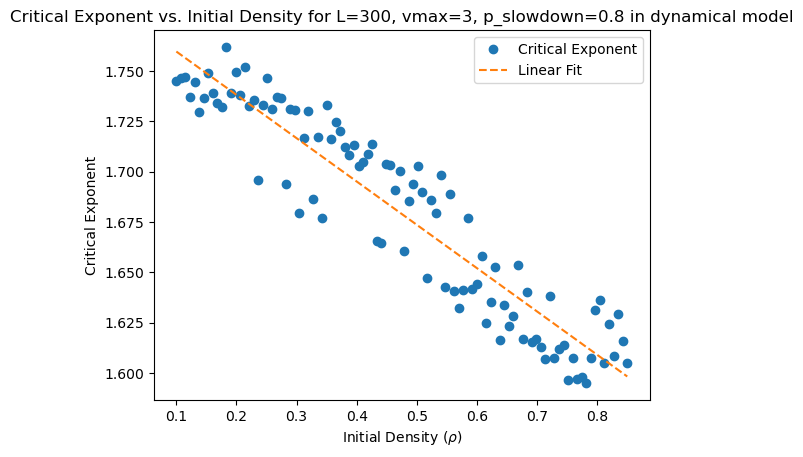 Critical Exponent vs. Initial Density for L=300, vmax=3, p_slowdown=0.8 in dynamical model
Critical Exponent
Linear Fit
1.750
1.725
1.700
1.675
1.650
1.625
1.600
Critical Exponent
0.1 0.2 0.3 0.4 0.5 0.6 0.7 0.8
Initial Density (ρ)